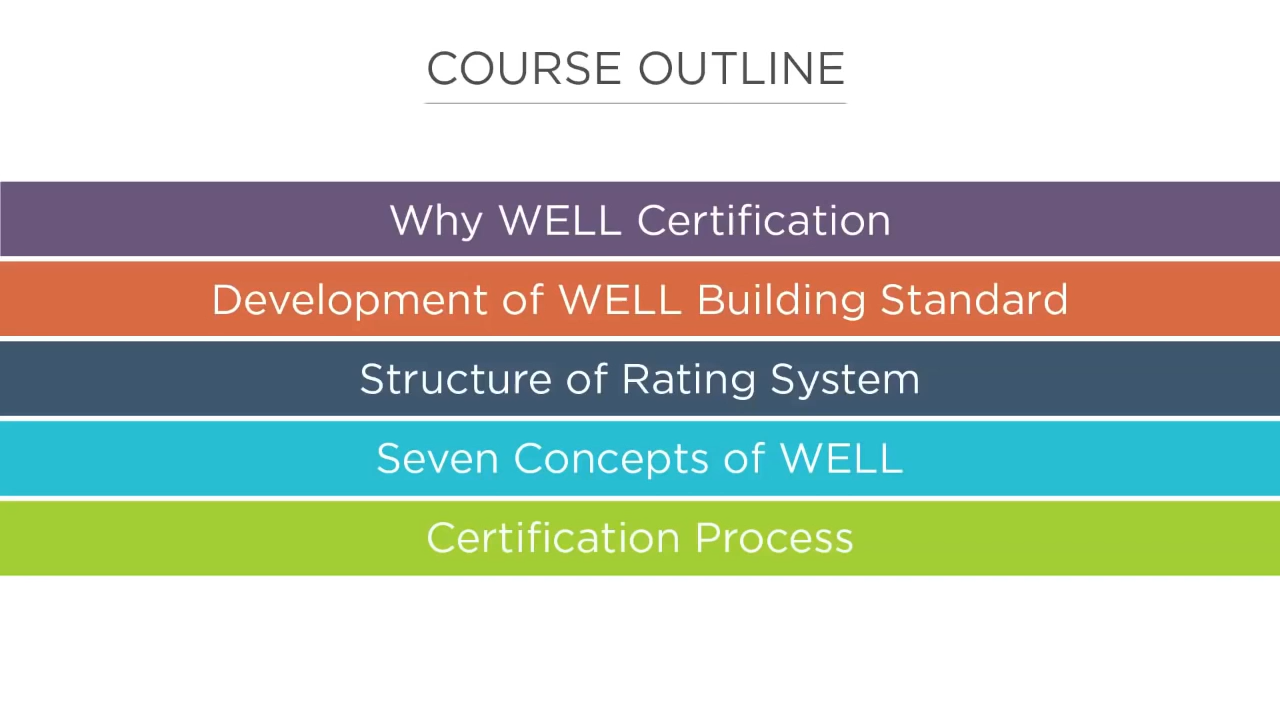 COURSE OUTLINE
Why WELL Certification
Development of WELL Building Standard
Structure of Rating System
Seven Concepts of WELL
Certification Process